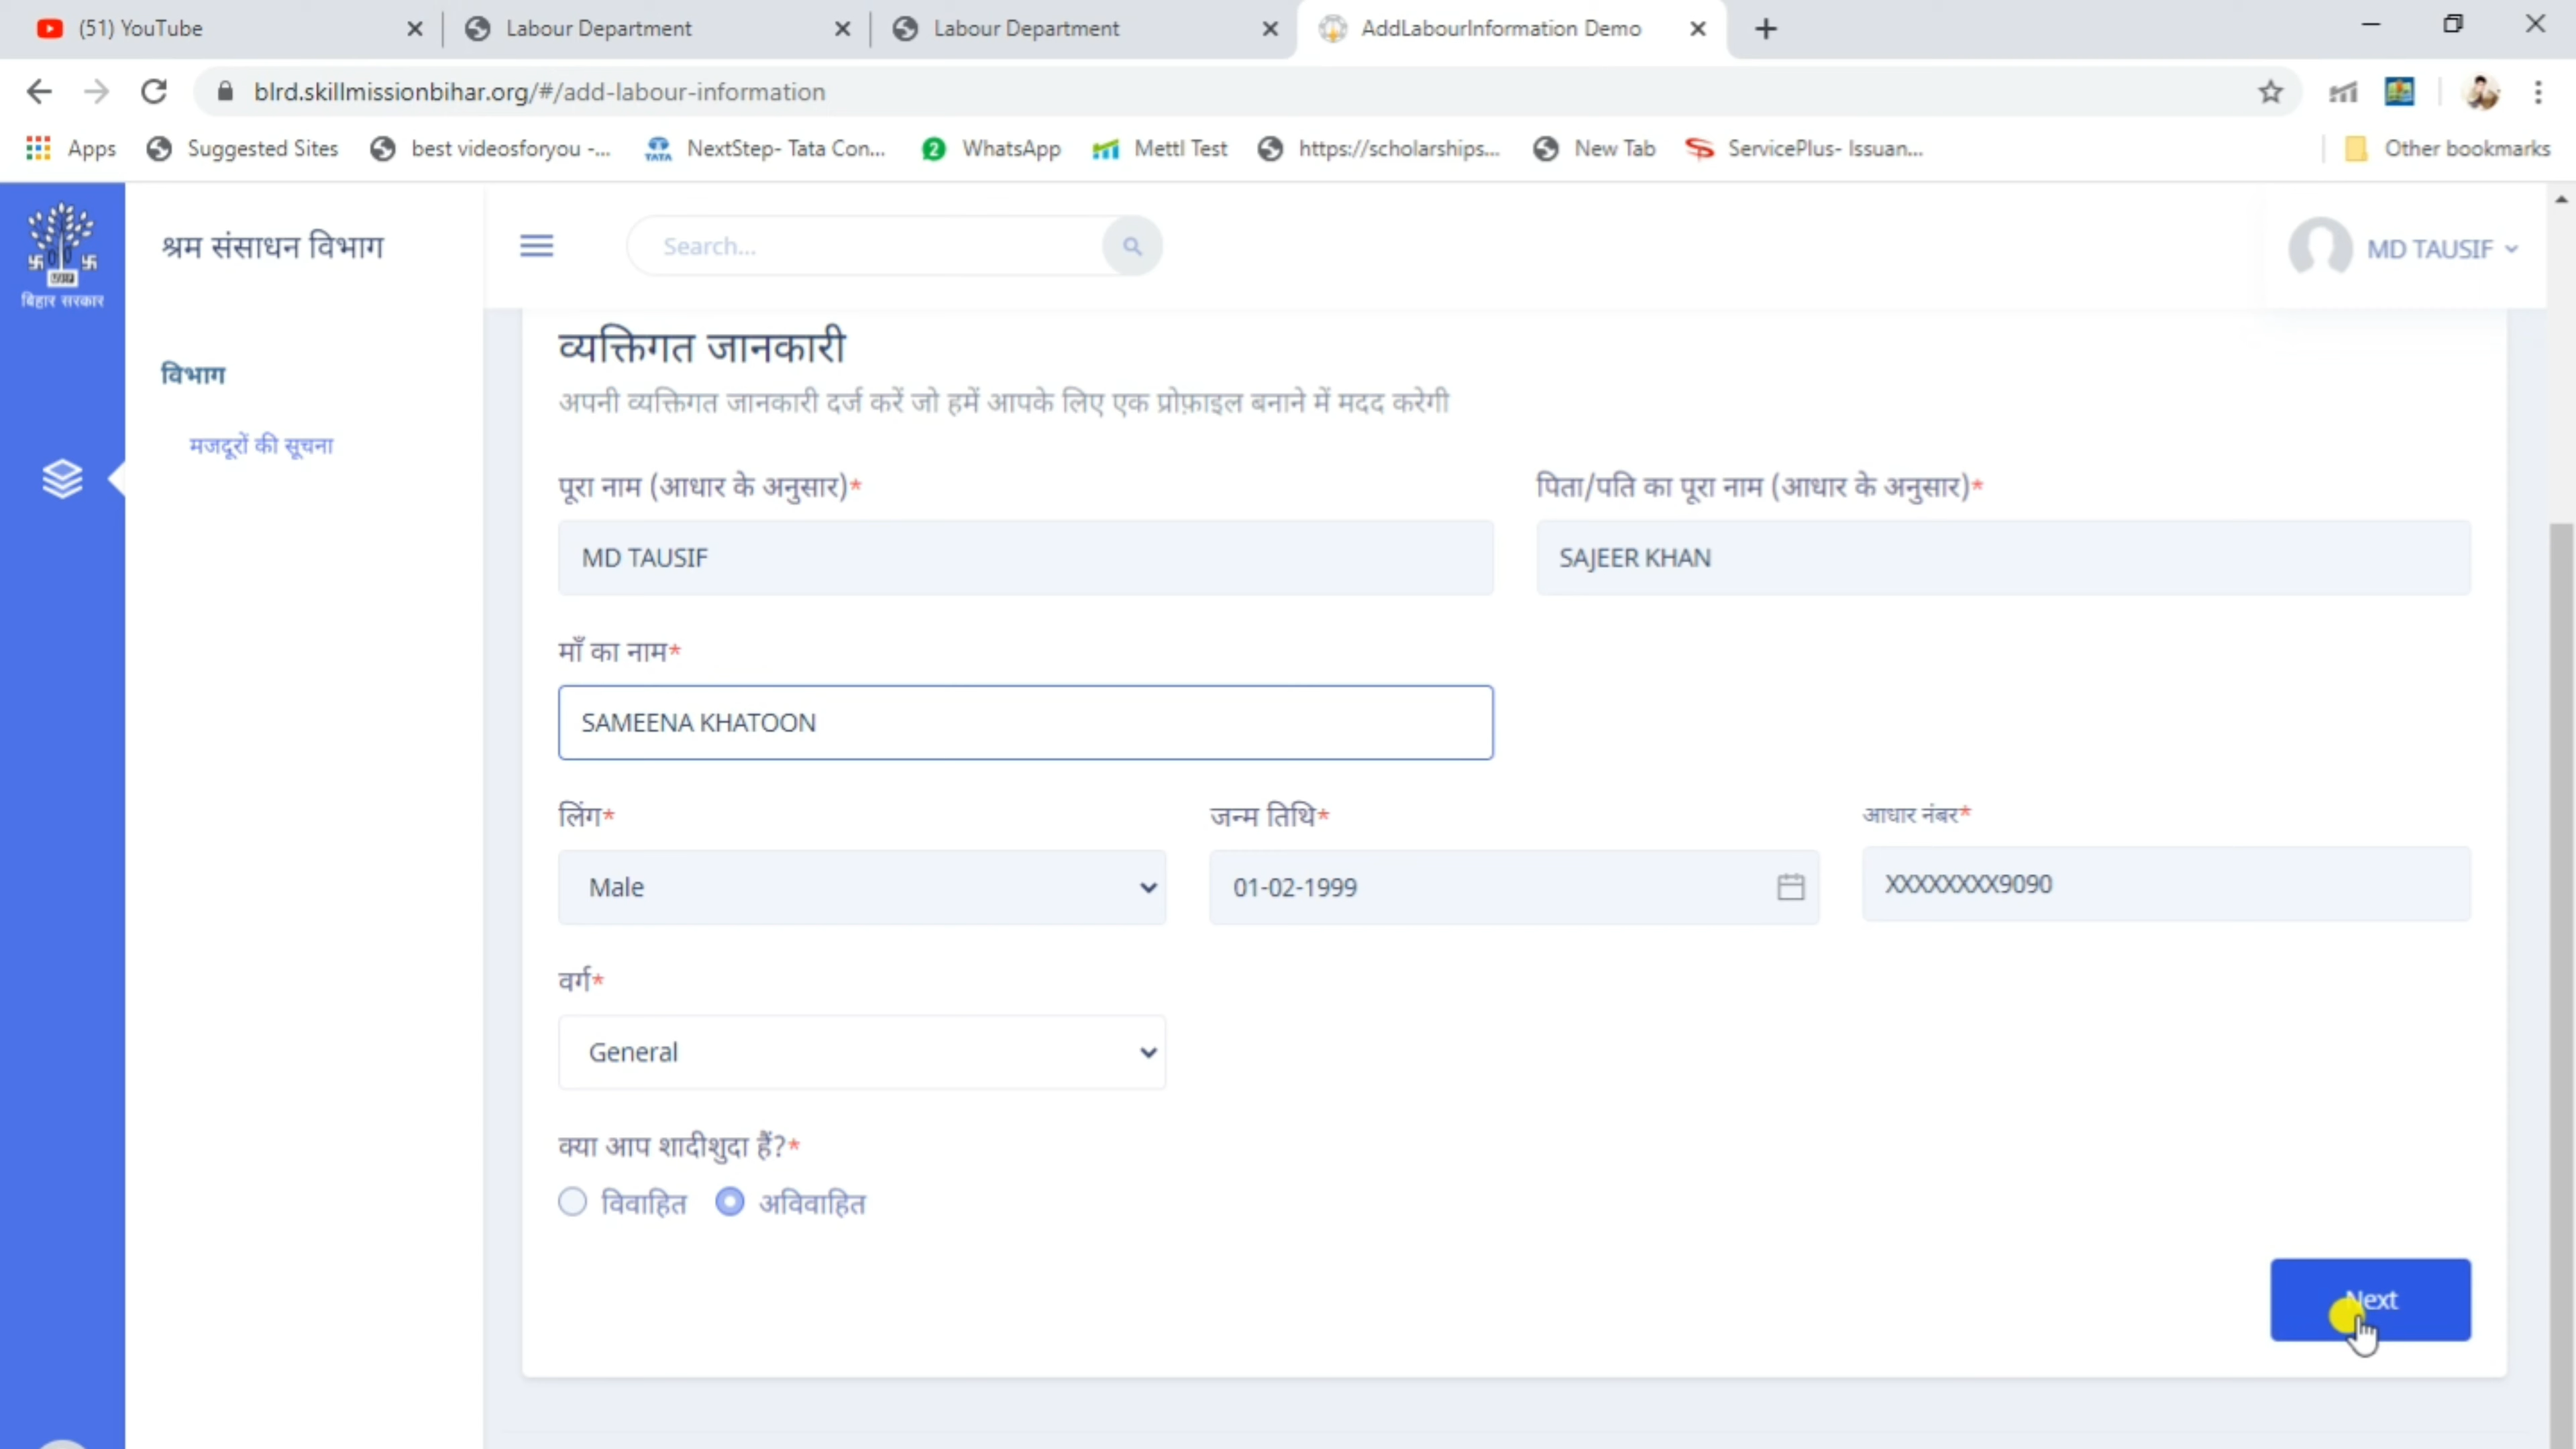 (51) YouTube
Labour Department
Labour Department
AddLabourInformation Demo
blrd.skillmissionbihar.org/#/add-labour-information
Apps
Suggested Sites
best videosforyou -...
NextStep- Tata Con...
WhatsApp
Mettl Test
https://scholarships...
New Tab
ServicePlus- Issuan...
Other bookmarks
बिहार सरकार
श्रम संसाधन विभाग
Search...
MD TAUSIF
विभाग
मजदूरों की सूचना
व्यक्तिगत जानकारी
अपनी व्यक्तिगत जानकारी दर्ज करें जो हमें आपके लिए एक प्रोफ़ाइल बनाने में मदद करेगी
पूरा नाम (आधार के अनुसार)*
पिता/पति का पूरा नाम (आधार के अनुसार)*
MD TAUSIF
SAJEER KHAN
माँ का नाम*
SAMEENA KHATOON
लिंग*
जन्म तिथि*
आधार नंबर*
Male
01-02-1999
XXXXXXXX9090
वर्ग*
General
क्या आप शादीशुदा हैं?*
विवाहित
अविवाहित
Next